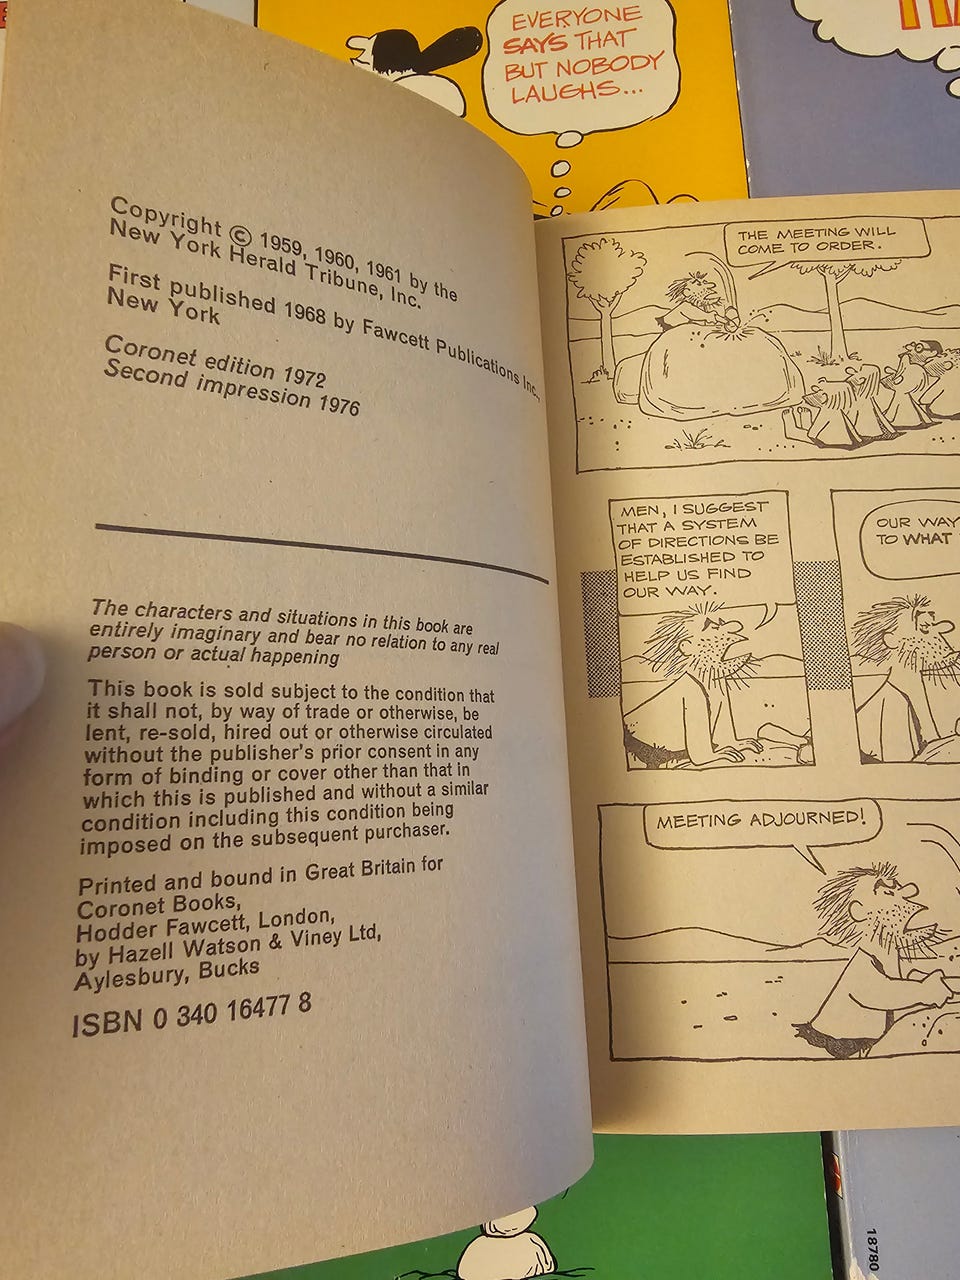 EVERYONE
SAYS THAT
BUT NOBODY
LAUGHS...
Copyright © 1959, 1960, 1961 by the
New York Herald Tribune, Inc.
First published 1968 by Fawcett Publications Inc.,
New York
Coronet edition 1972
Second impression 1976
The characters and situations in this book are
entirely imaginary and bear no relation to any real
person or actual happening
This book is sold subject to the condition that
it shall not, by way of trade or otherwise, be
lent, re-sold, hired out or otherwise circulated
without the publisher's prior consent in any
form of binding or cover other than that in
which this is published and without a similar
condition including this condition being
imposed on the subsequent purchaser.
Printed and bound in Great Britain for
Coronet Books,
Hodder Fawcett, London,
by Hazell Watson & Viney Ltd,
Aylesbury, Bucks
ISBN 0 340 16477 8
THE MEETING WILL
COME TO ORDER.
MEN, I SUGGEST
THAT A SYSTEM
OF DIRECTIONS BE
ESTABLISHED TO
HELP US FIND
OUR WAY.
OUR WAY
TO WHAT
MEETING ADJOURNED!
18780